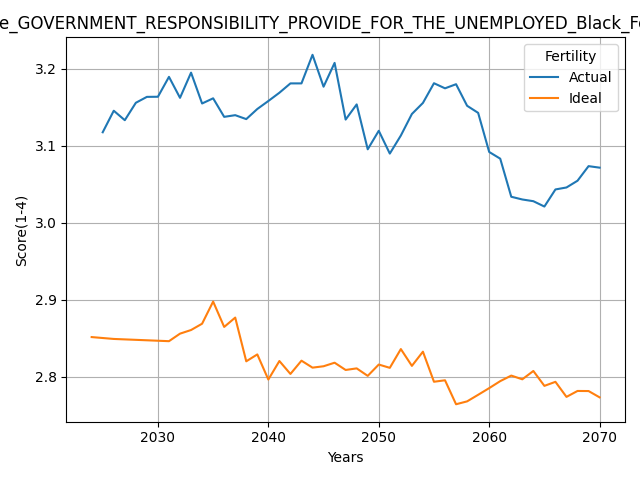 e_GOVERNMENT_RESPONSIBILITY_PROVIDE_FOR_THE_UNEMPLOYED_Black_Fe
Fertility
Actual
Ideal
Score(1-4)
3.2
3.1
3.0
2.9
2.8
2030 2040 2050 2060 2070
Years